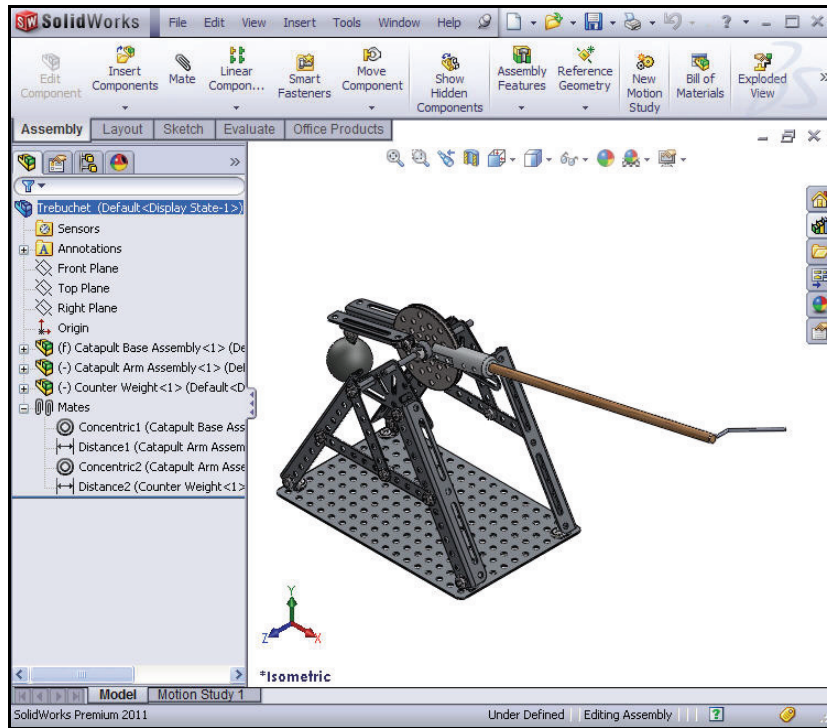 SolidWorks File Edit View Insert Tools Window Help ?
Edit Component
Insert Components
Mate
Linear Compon...
Smart Fasteners
Move Component
Show Hidden Components
Assembly Features
Reference Geometry
New Motion Study
Bill of Materials
Exploded View
Assembly Layout Sketch Evaluate Office Products
Trebuchet (Default<Display State-1>)
Sensors
A Annotations
Front Plane
Top Plane
Right Plane
Origin
(f) Catapult Base Assembly<1> (De
(-) Catapult Arm Assembly<1> (Del
(-) Counter Weight<1> (Default<D
Mates
Concentric1 (Catapult Base Ass
Distance1 (Catapult Arm Assem
Concentric2 (Catapult Arm Asse
Distance2 (Counter Weight<1>
Y
Z X
*Isometric
Model Motion Study 1
SolidWorks Premium 2011 Under Defined Editing Assembly ?